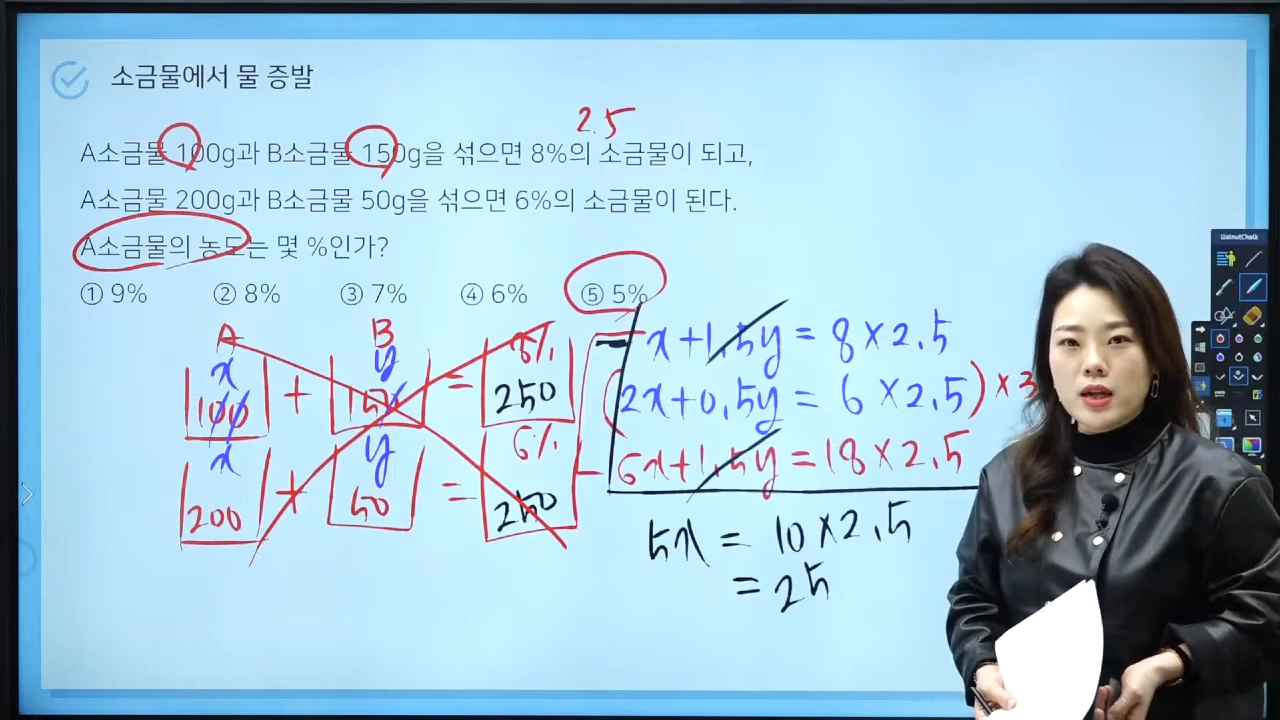 소금물에서 물 증발
2.5
A소금물 100g과 B소금물 150g을 섞으면 8%의 소금물이 되고,
A소금물 200g과 B소금물 50g을 섞으면 6%의 소금물이 된다.
A소금물의 농도는 몇 %인가?
① 9% ② 8% ③ 7% ④ 6% ⑤ 5%
A B
x y 8%
100 + 150 = 250
x y 6%
200 + 50 = 250
x+1.5y = 8×2.5
2x+0.5y = 6×2.5)×3
6x+1.5y = 18×2.5
5x = 10×2.5
= 25
WalnutChalk